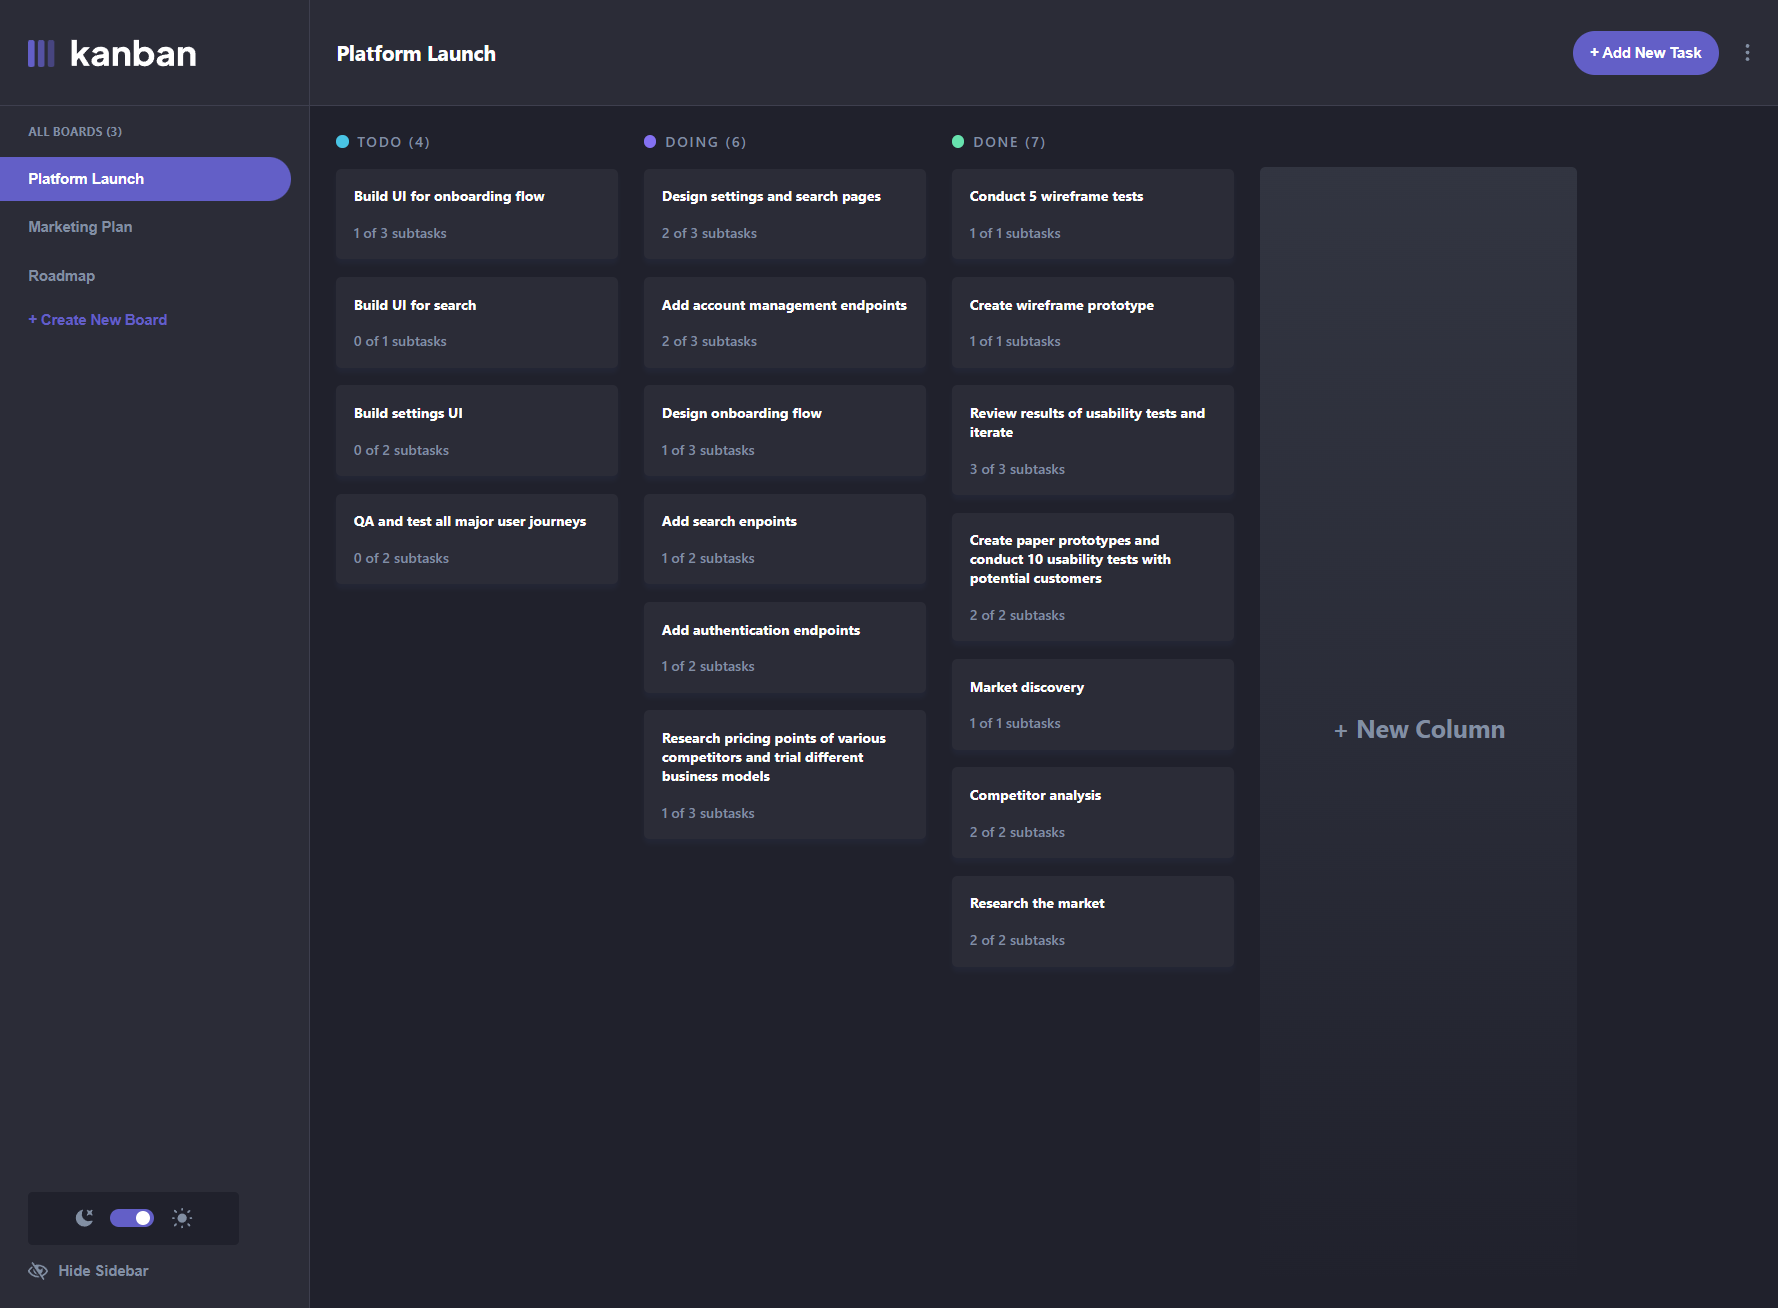 kanban
Platform Launch
+ Add New Task
ALL BOARDS (3)
Platform Launch
Marketing Plan
Roadmap
+ Create New Board
TODO (4)
Build UI for onboarding flow
1 of 3 subtasks
Build UI for search
0 of 1 subtasks
Build settings UI
0 of 2 subtasks
QA and test all major user journeys
0 of 2 subtasks
DOING (6)
Design settings and search pages
2 of 3 subtasks
Add account management endpoints
2 of 3 subtasks
Design onboarding flow
1 of 3 subtasks
Add search enpoints
1 of 2 subtasks
Add authentication endpoints
1 of 2 subtasks
Research pricing points of various
competitors and trial different
business models
1 of 3 subtasks
DONE (7)
Conduct 5 wireframe tests
1 of 1 subtasks
Create wireframe prototype
1 of 1 subtasks
Review results of usability tests and
iterate
3 of 3 subtasks
Create paper prototypes and
conduct 10 usability tests with
potential customers
2 of 2 subtasks
Market discovery
1 of 1 subtasks
Competitor analysis
2 of 2 subtasks
Research the market
2 of 2 subtasks
+ New Column
Hide Sidebar